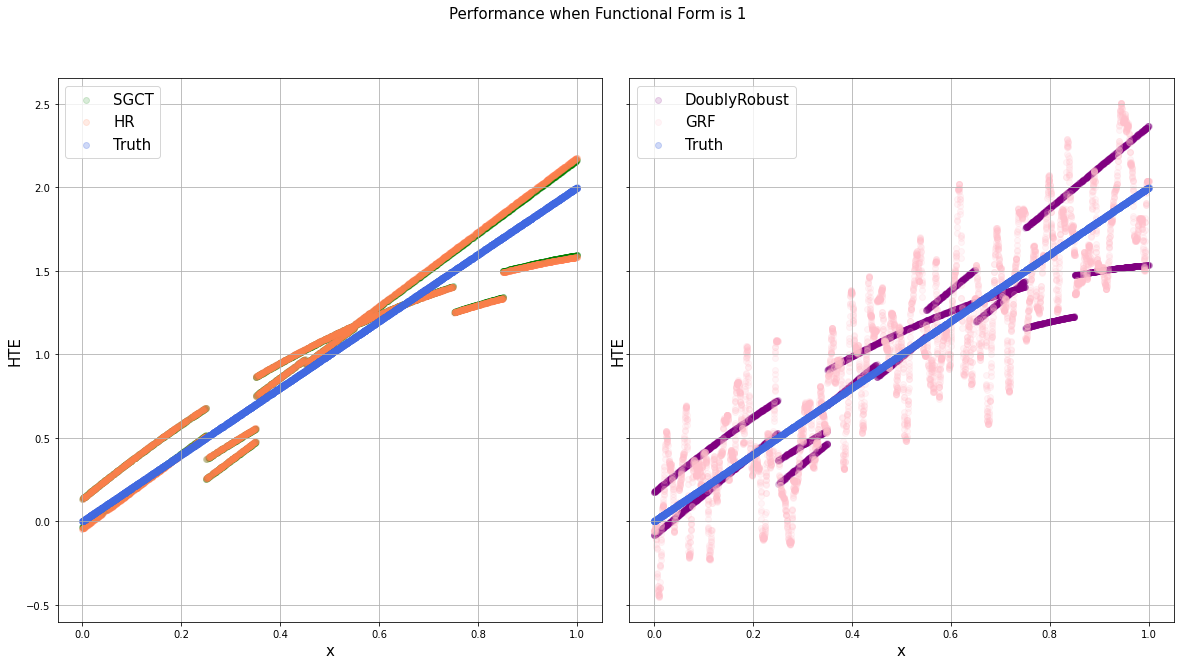 Performance when Functional Form is 1
SGCT
HR
Truth
2.5
2.0
1.5
1.0
0.5
0.0
−0.5
HTE
0.0 0.2 0.4 0.6 0.8 1.0
x
DoublyRobust
GRF
Truth
HTE
0.0 0.2 0.4 0.6 0.8 1.0
x